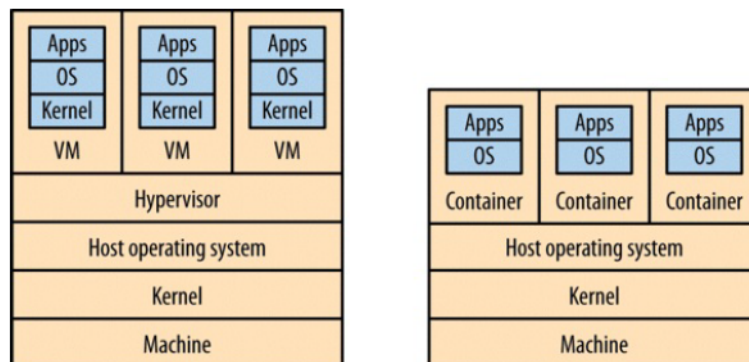 Apps Apps Apps
OS OS OS
Kernel Kernel Kernel
VM VM VM
Hypervisor
Host operating system
Kernel
Machine
Apps Apps Apps
OS OS OS
Container Container Container
Host operating system
Kernel
Machine